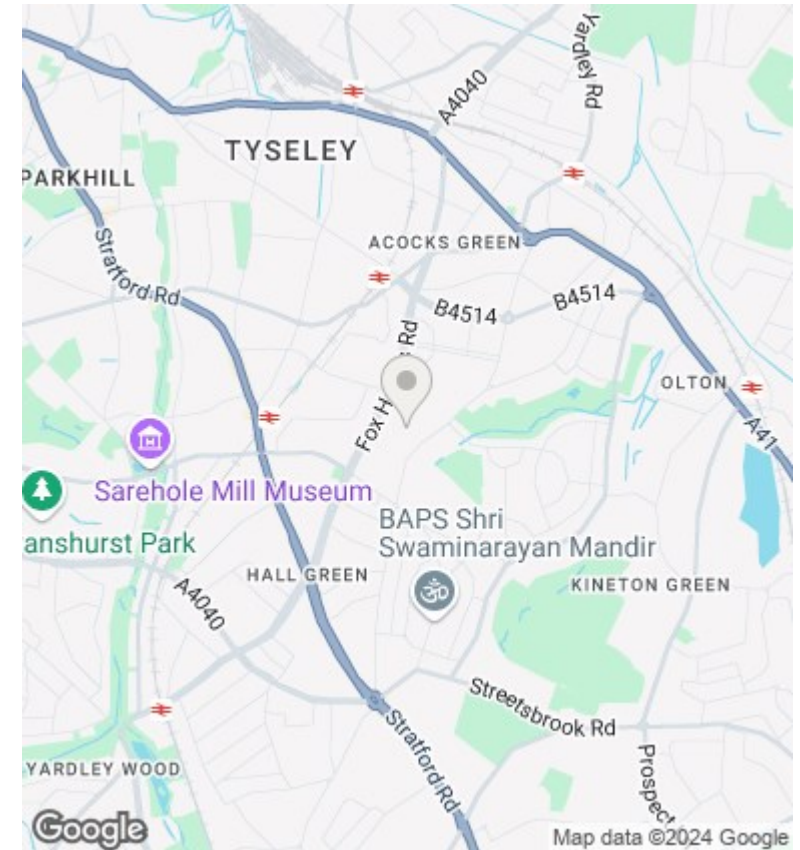 Yardley Rd
A4040
TYSELEY
PARKHILL
ACOCKS GREEN
Stratford Rd
B4514
B4514
Rd
OLTON
Fox H
A41
Sarehole Mill Museum
BAPS Shri
Swaminarayan Mandir
anshurst Park
HALL GREEN
KINETON GREEN
A4040
Streetsbrook Rd
Stratford Rd
Prospect
YARDLEY WOOD
Google
Map data ©2024 Google